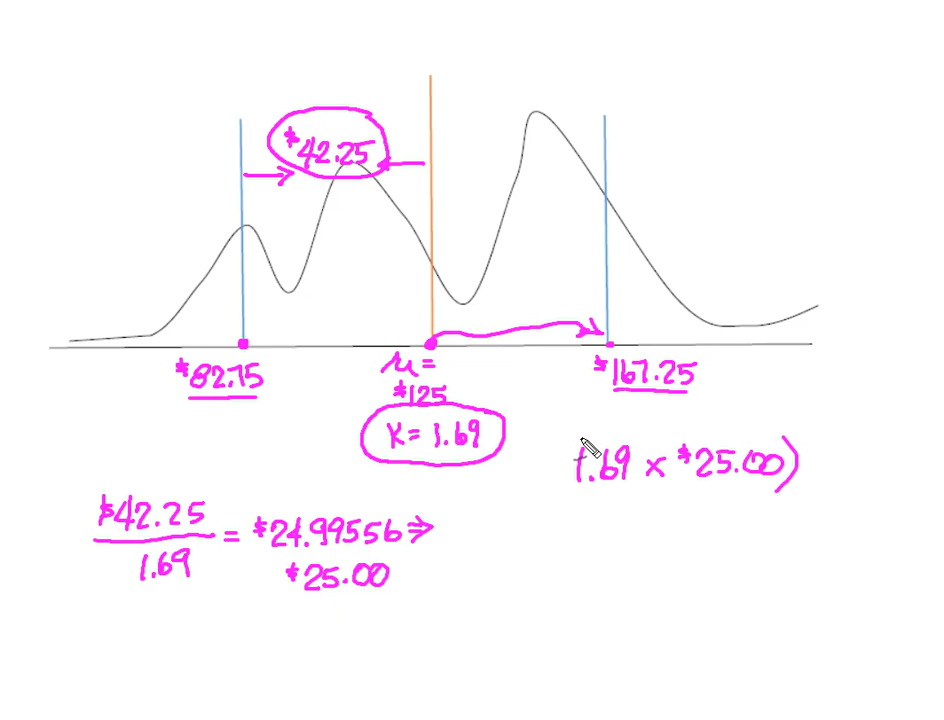 $42.25
$82.75
μ=
$125
$167.25
K = 1.69
1.69 x $25.00)
$42.25
1.69
= $24.99556 ⇒
$25.00